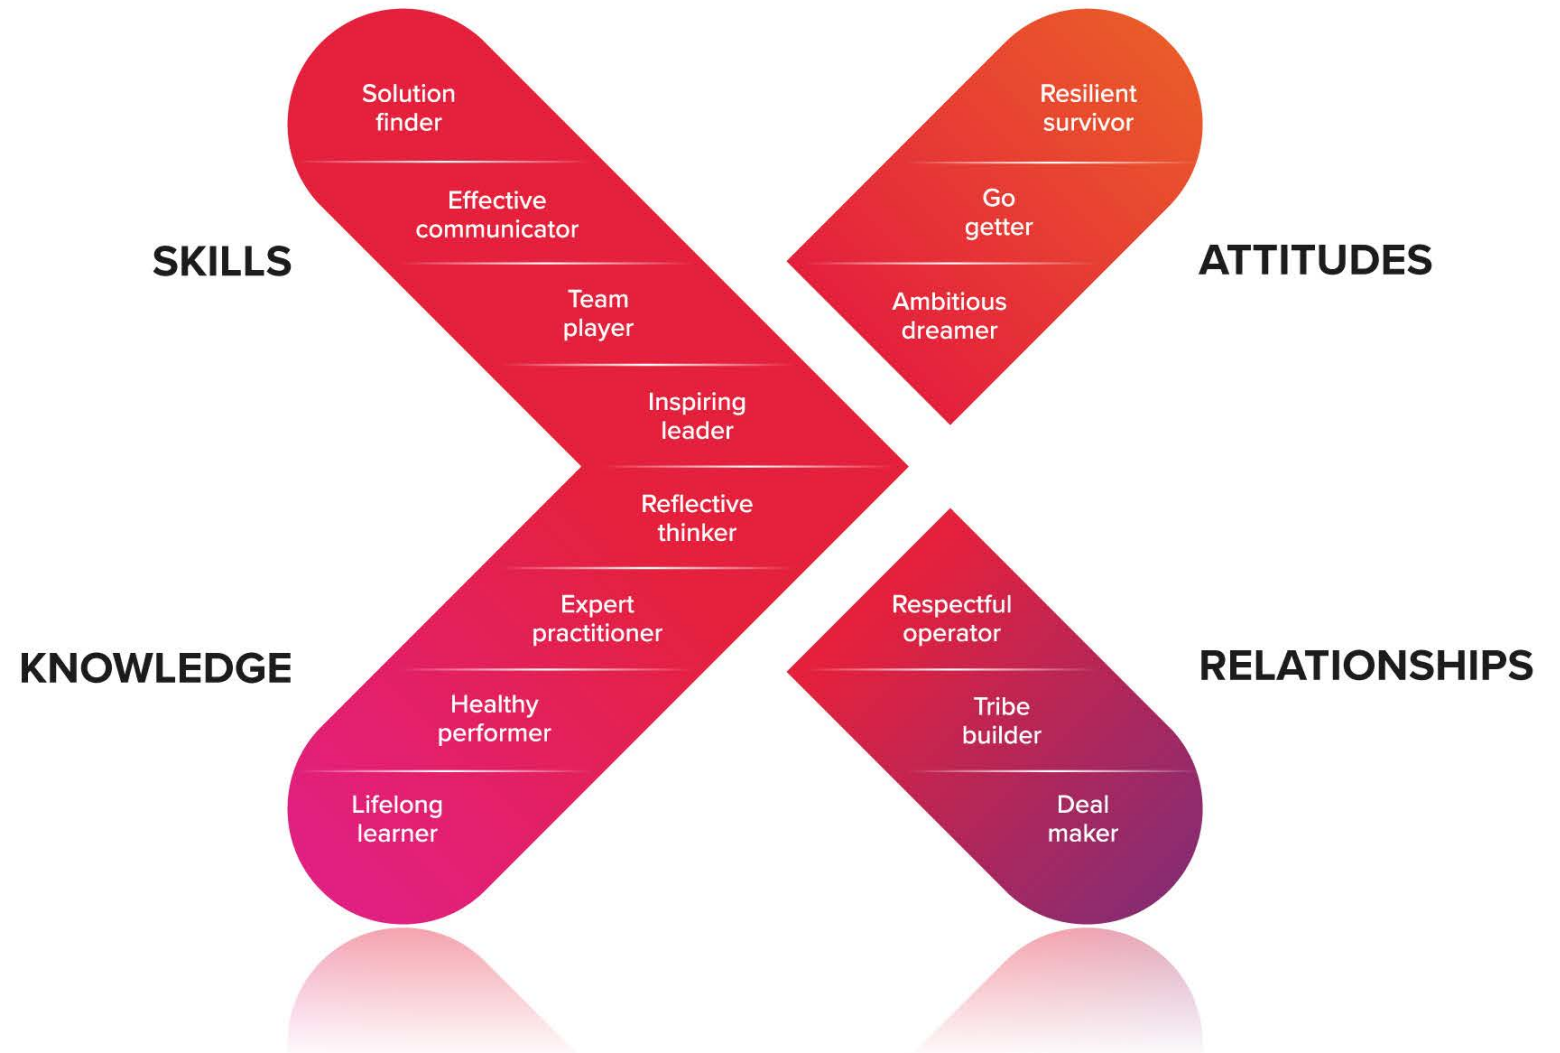 SKILLS
Solution
finder
Effective
communicator
Team
player
Inspiring
leader
KNOWLEDGE
Reflective
thinker
Expert
practitioner
Healthy
performer
Lifelong
learner
ATTITUDES
Resilient
survivor
Go
getter
Ambitious
dreamer
RELATIONSHIPS
Respectful
operator
Tribe
builder
Deal
maker